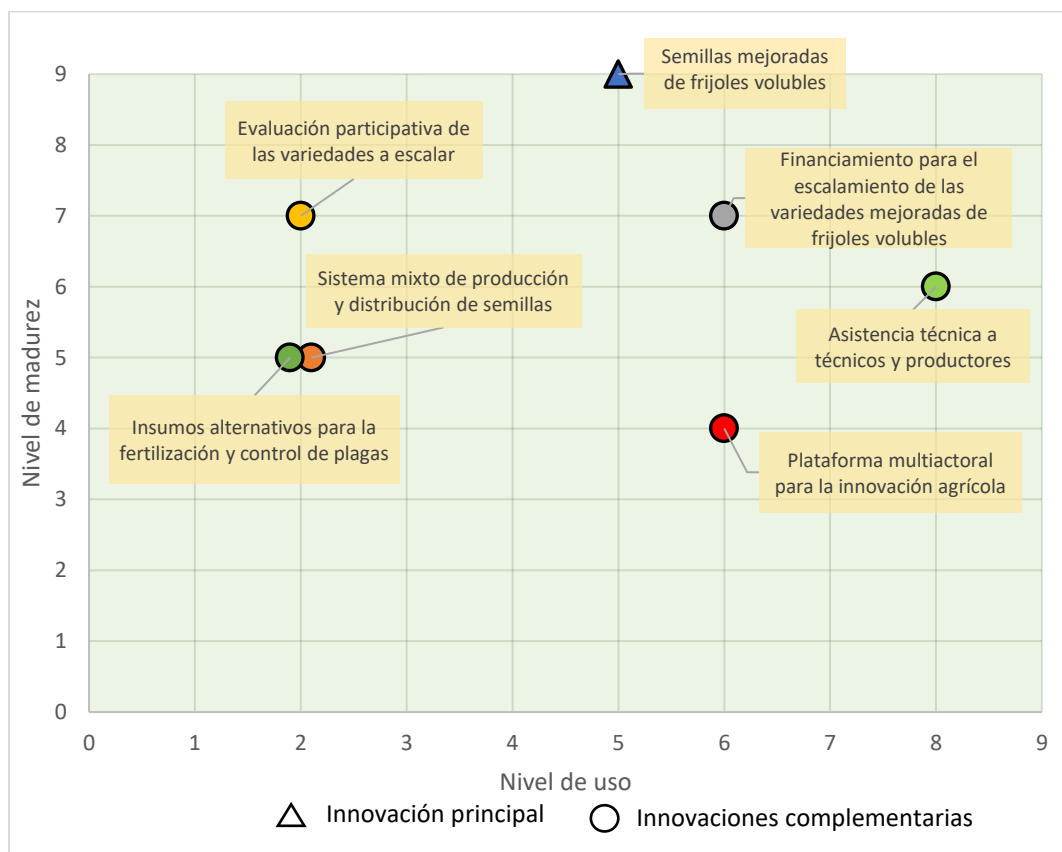 Semillas mejoradas
de frijoles volubles
9
Evaluación participativa de
las variedades a escalar
8
Financiamiento para el
escalamiento de las
variedades mejoradas de
frijoles volubles
7
Sistema mixto de producción
y distribución de semillas
6
Asistencia técnica a
técnicos y productores
5
Insumos alternativos para la
fertilización y control de plagas
4
Plataforma multiactoral
para la innovación agrícola
3
2
1
0
Nivel de madurez
0 1 2 3 4 5 6 7 8 9
Nivel de uso
Innovación principal Innovaciones complementarias